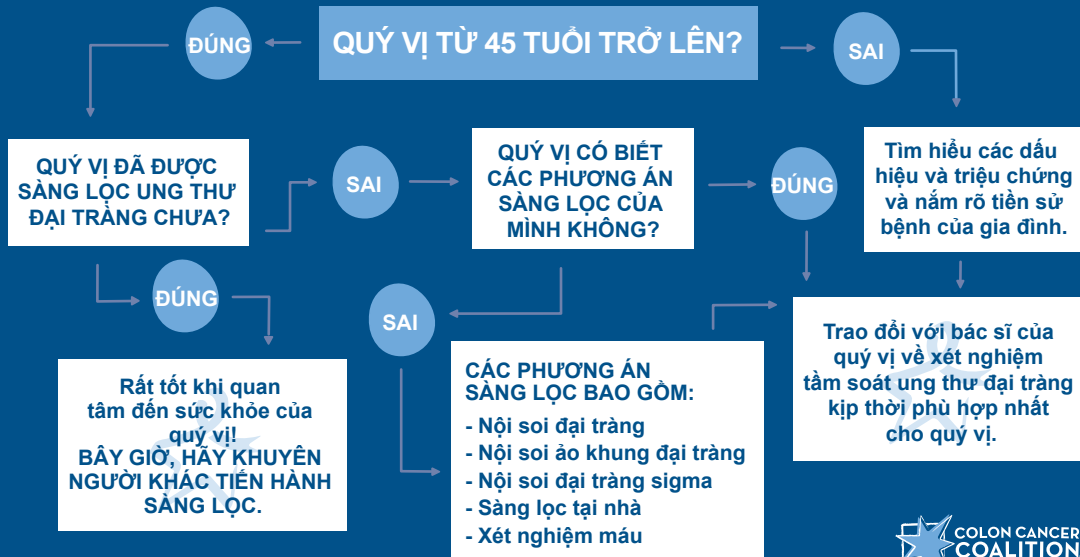 QUÝ VỊ TỪ 45 TUỔI TRỞ LÊN?
ĐÚNG
SAI
QUÝ VỊ ĐÃ ĐƯỢC
SÀNG LỌC UNG THƯ
ĐẠI TRÀNG CHƯA?
SAI
QUÝ VỊ CÓ BIẾT
CÁC PHƯƠNG ÁN
SÀNG LỌC CỦA
MÌNH KHÔNG?
ĐÚNG
Tìm hiểu các dấu
hiệu và triệu chứng
và nắm rõ tiền sử
bệnh của gia đình.
ĐÚNG
SAI
Rất tốt khi quan
tâm đến sức khỏe của
quý vị!
BÂY GIỜ, HÃY KHUYÊN
NGƯỜI KHÁC TIẾN HÀNH
SÀNG LỌC.
CÁC PHƯƠNG ÁN
SÀNG LỌC BAO GỒM:
- Nội soi đại tràng
- Nội soi ảo khung đại tràng
- Nội soi đại tràng sigma
- Sàng lọc tại nhà
- Xét nghiệm máu
Trao đổi với bác sĩ của
quý vị về xét nghiệm
tầm soát ung thư đại tràng
kịp thời phù hợp nhất
cho quý vị.
COLON CANCER
COALITION